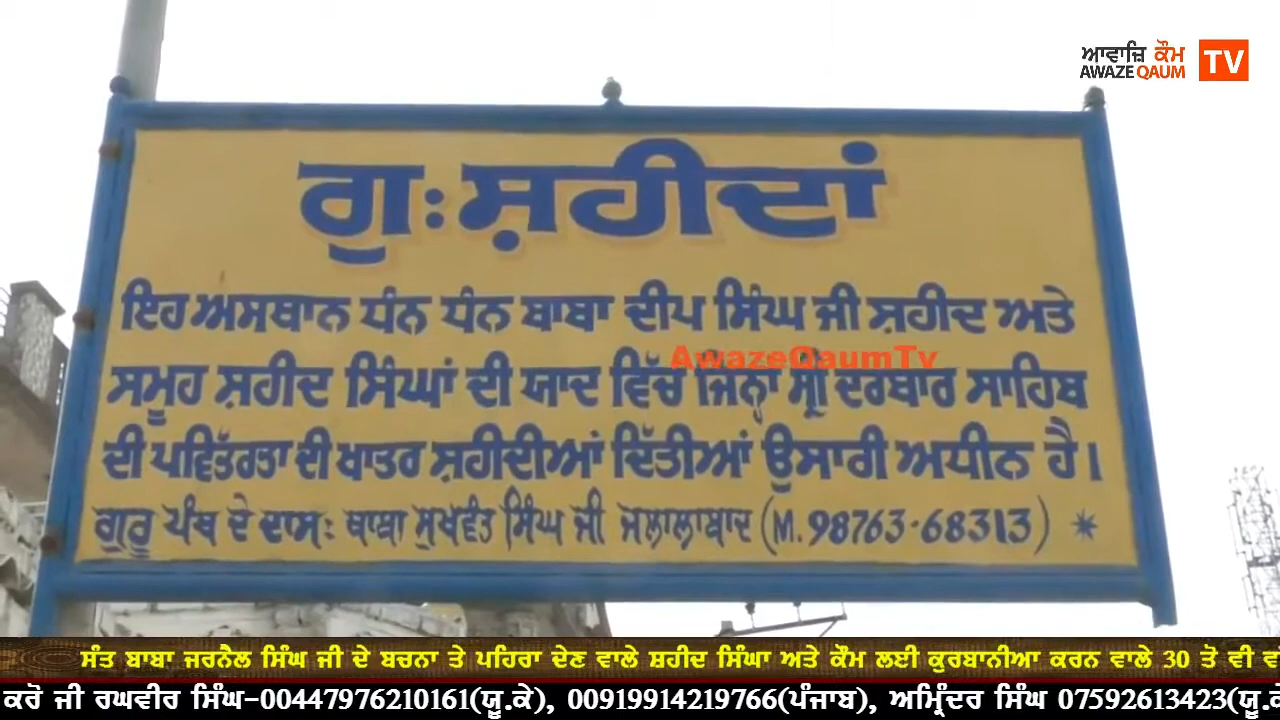 ਆਵਾਜ਼ਿ ਕੌਮ
AWAZE QAUM TV
ਗੁ: ਸ਼ਹੀਦਾਂ
ਇਹ ਅਸਥਾਨ ਧੰਨ ਧੰਨ ਬਾਬਾ ਦੀਪ ਸਿੰਘ ਜੀ ਸ਼ਹੀਦ ਅਤੇ
AwazeQaumTv
ਸਮੂਹ ਸ਼ਹੀਦ ਸਿੰਘਾਂ ਦੀ ਯਾਦ ਵਿੱਚ ਜਿਨ੍ਹਾਂ ਸ੍ਰੀ ਦਰਬਾਰ ਸਾਹਿਬ
ਦੀ ਪਵਿੱਤਰਤਾ ਦੀ ਖਾਤਰ ਸ਼ਹੀਦੀਆਂ ਦਿੱਤੀਆਂ ਉਸਾਰੀ ਅਧੀਨ ਹੈ।
ਗੁਰੂ ਪੰਥ ਦੇ ਦਾਸ: ਬਾਬਾ ਸੁਖਵੰਤ ਸਿੰਘ ਜੀ ਜਲਾਲਾਬਾਦ (M. 98763-68313) *
ਸੰਤ ਬਾਬਾ ਜਰਨੈਲ ਸਿੰਘ ਜੀ ਦੇ ਬਚਨਾ ਤੇ ਪਹਿਰਾ ਦੇਣ ਵਾਲੇ ਸ਼ਹੀਦ ਸਿੰਘਾ ਅਤੇ ਕੌਮ ਲਈ ਕੁਰਬਾਨੀਆ ਕਰਨ ਵਾਲੇ 30 ਤੋਂ ਵੀ
ਕਰੋ ਜੀ ਰਘਵੀਰ ਸਿੰਘ-00447976210161(ਯੂ.ਕੇ), 00919914219766(ਪੰਜਾਬ), ਅਮ੍ਰਿੰਦਰ ਸਿੰਘ 07592613423(ਯੂ.ਕੇ